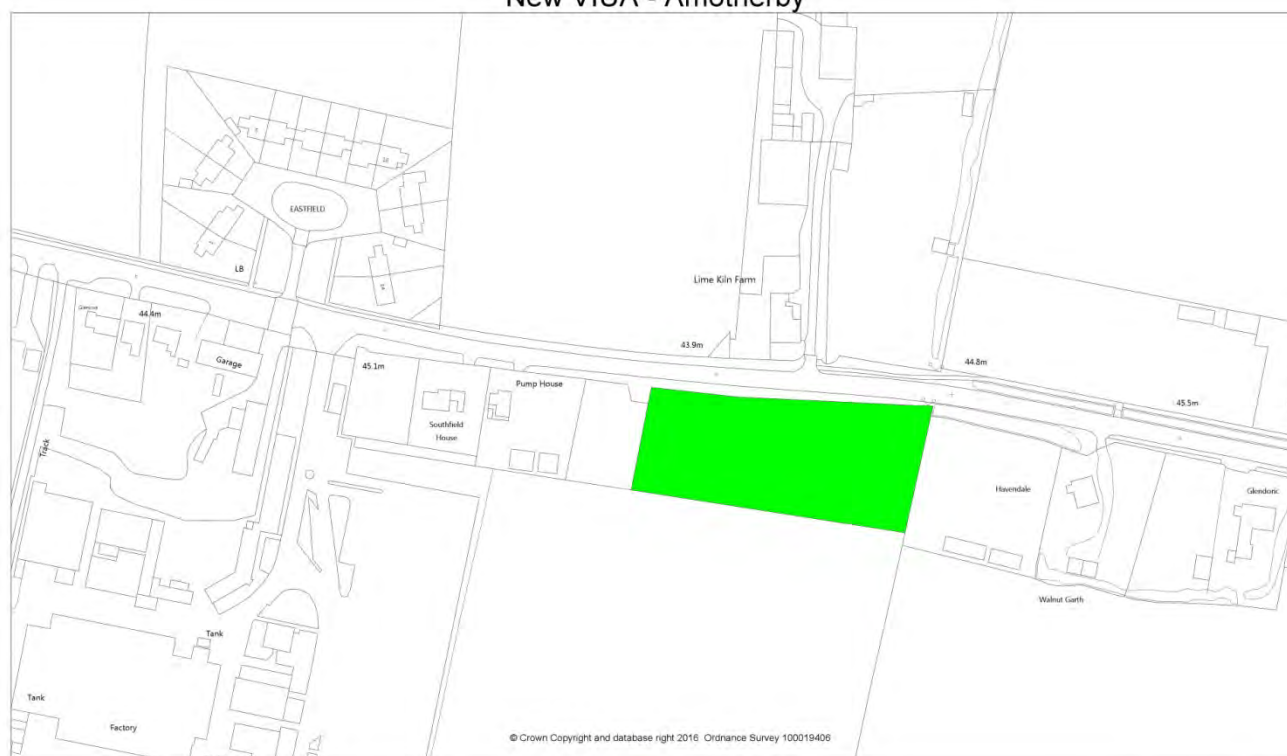 New VIUA - Amotherby
EASTFIELD
LB
Lime Kiln Farm
44.4m
43.9m
44.8m
Garage
45.1m
Pump House
45.5m
Southfield
House
Track
Havendale
Glendoric
Walnut Garth
Tank
Tank
Factory
© Crown Copyright and database right 2016 Ordnance Survey 100019406